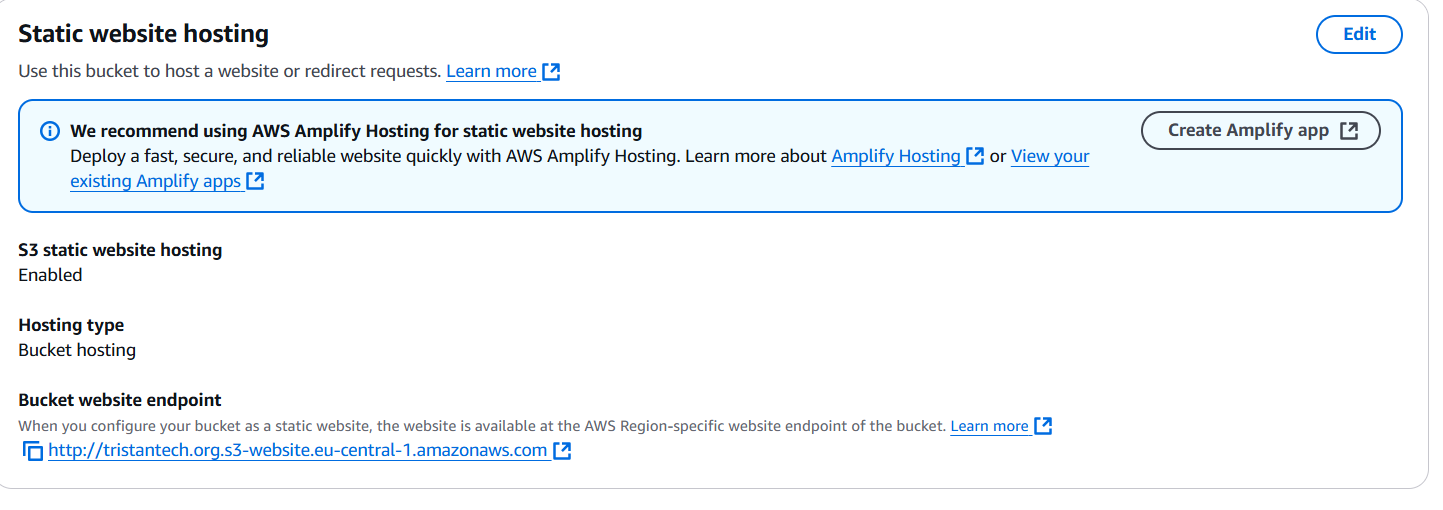 Static website hosting
Edit
Use this bucket to host a website or redirect requests. Learn more
We recommend using AWS Amplify Hosting for static website hosting
Create Amplify app
Deploy a fast, secure, and reliable website quickly with AWS Amplify Hosting. Learn more about Amplify Hosting or View your
existing Amplify apps
S3 static website hosting
Enabled
Hosting type
Bucket hosting
Bucket website endpoint
When you configure your bucket as a static website, the website is available at the AWS Region-specific website endpoint of the bucket. Learn more
http://tristantech.org.s3-website.eu-central-1.amazonaws.com